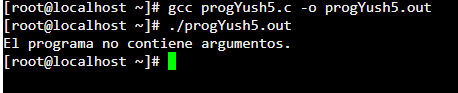 [root@localhost ~]# gcc progYush5.c -o progYush5.out
[root@localhost ~]# ./progYush5.out
El programa no contiene argumentos.
[root@localhost ~]#